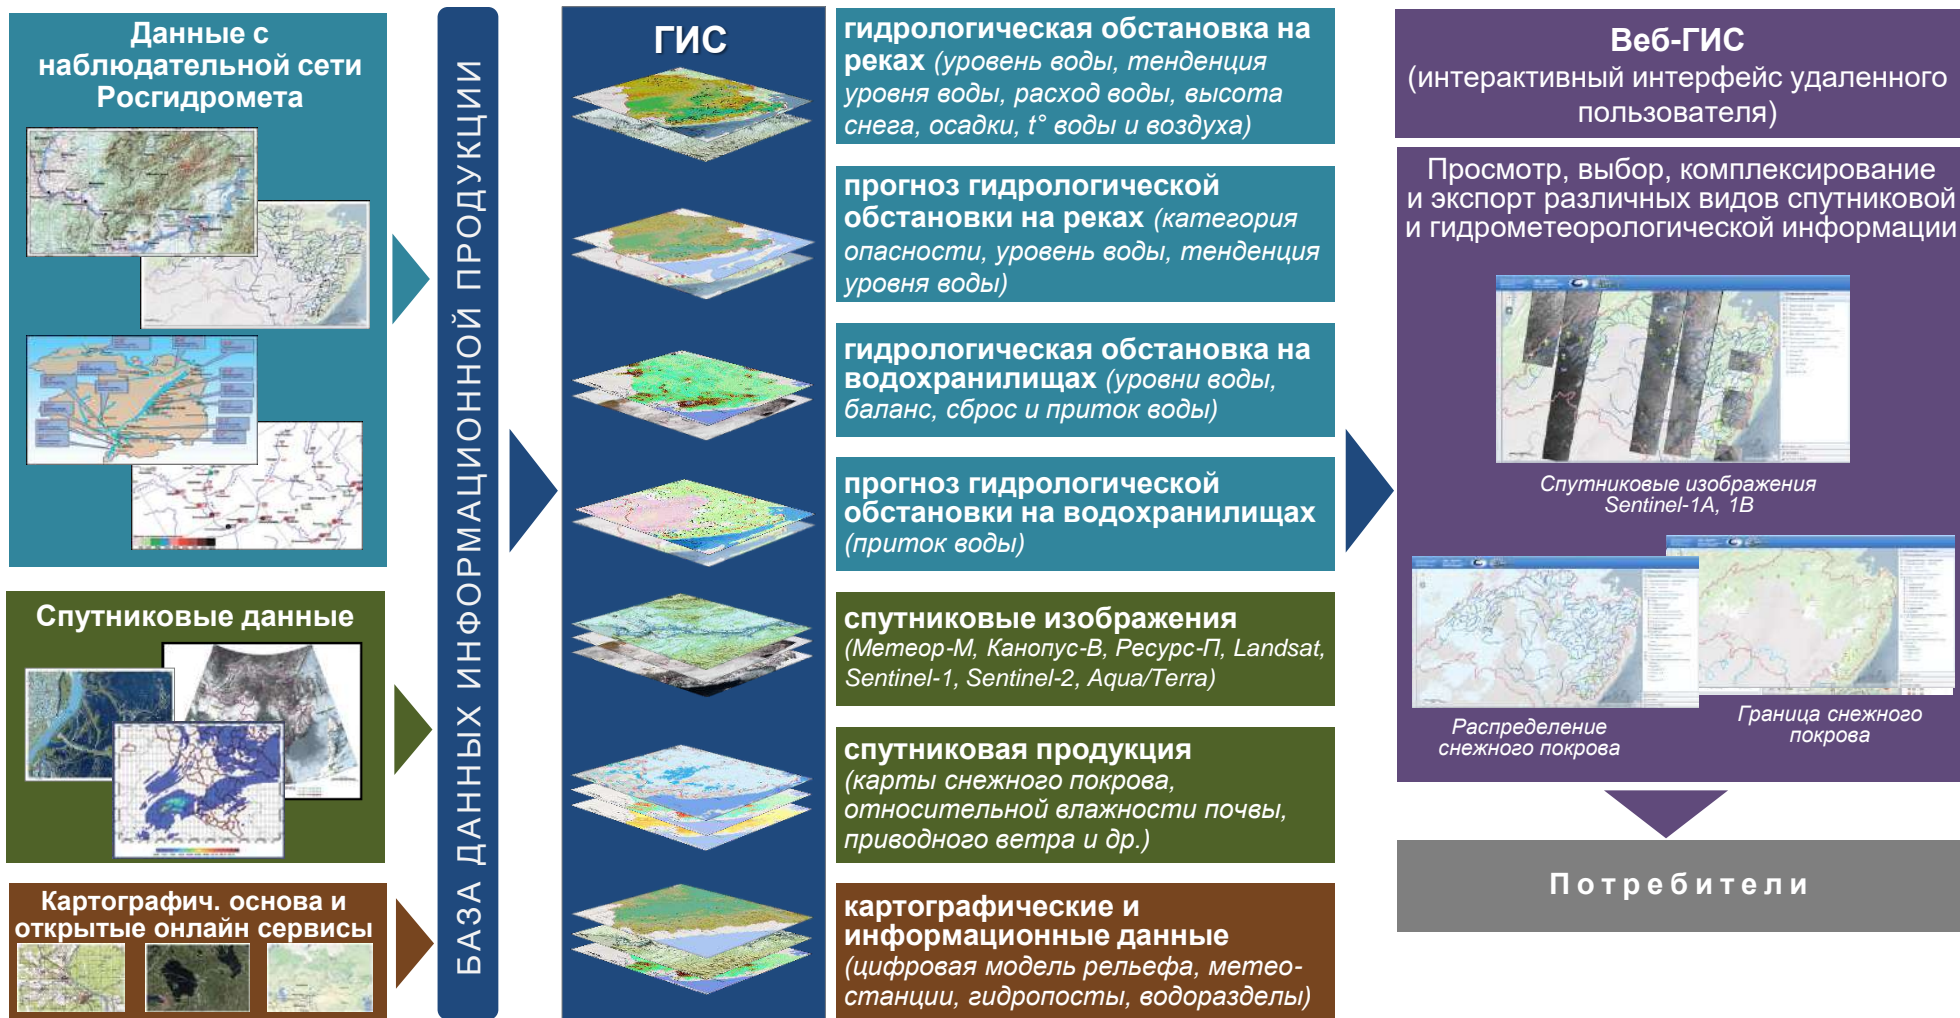 Данные с
наблюдательной сети
Росгидромета
Спутниковые данные
Картографич. основа и
открытые онлайн сервисы
БАЗА ДАННЫХ ИНФОРМАЦИОННОЙ ПРОДУКЦИИ
ГИС
гидрологическая обстановка на
реках (уровень воды, тенденция
уровня воды, расход воды, высота
снега, осадки, t° воды и воздуха)
прогноз гидрологической
обстановки на реках (категория
опасности, уровень воды, тенденция
уровня воды)
гидрологическая обстановка на
водохранилищах (уровни воды,
баланс, сброс и приток воды)
прогноз гидрологической
обстановки на водохранилищах
(приток воды)
спутниковые изображения
(Метеор-М, Канопус-В, Ресурс-П, Landsat,
Sentinel-1, Sentinel-2, Aqua/Terra)
спутниковая продукция
(карты снежного покрова,
относительной влажности почвы,
приводного ветра и др.)
картографические и
информационные данные
(цифровая модель рельефа, метео-
станции, гидропосты, водоразделы)
Веб-ГИС
(интерактивный интерфейс удаленного
пользователя)
Просмотр, выбор, комплексирование
и экспорт различных видов спутниковой
и гидрометеорологической информации
Спутниковые изображения
Sentinel-1A, 1B
Распределение
снежного покрова
Граница снежного
покрова
Потребители